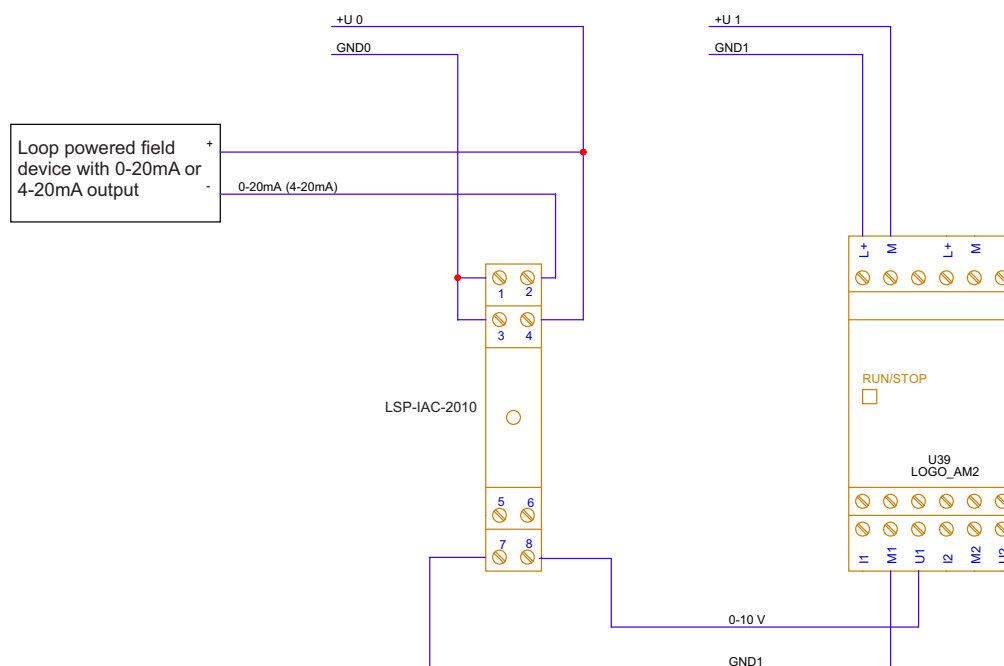 +U 0
GND0
+U 1
GND1
Loop powered field
device with 0-20mA or
4-20mA output
+
-
0-20mA (4-20mA)
L+ M L+ M
1 2
3 4
RUN/STOP
LSP-IAC-2010
U39
LOGO_AM2
5 6
7 8
I1 M1 U1 I2 M2 U2
0-10 V
GND1